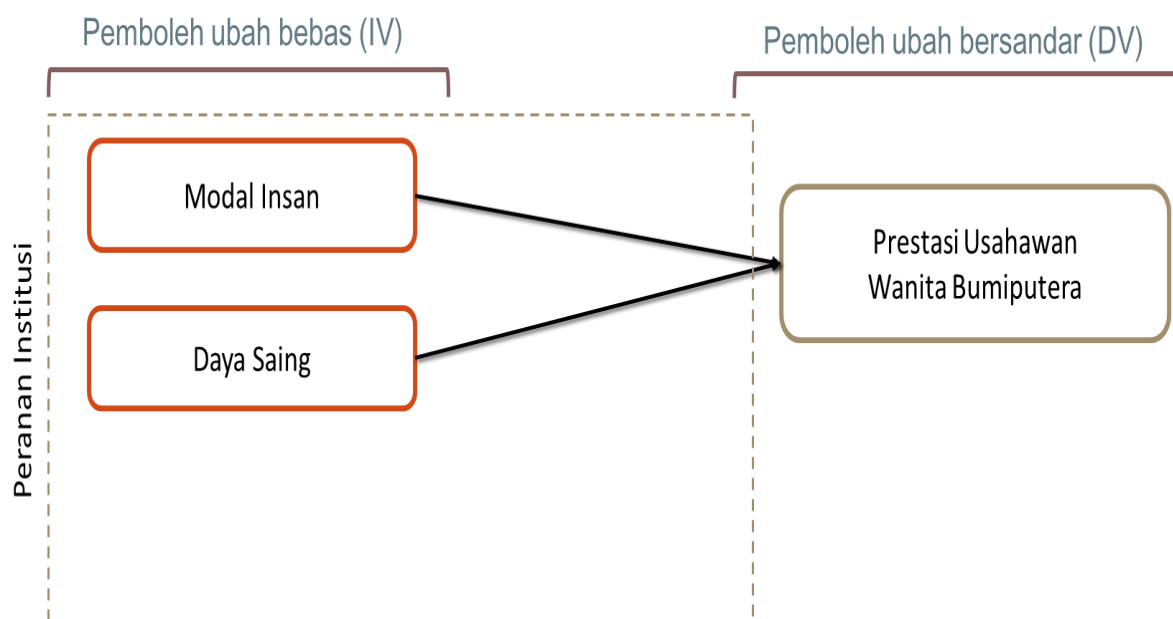 Pemboleh ubah bebas (IV)
Pemboleh ubah bersandar (DV)
Peranan Institusi
Modal Insan
Daya Saing
Prestasi Usahawan
Wanita Bumiputera